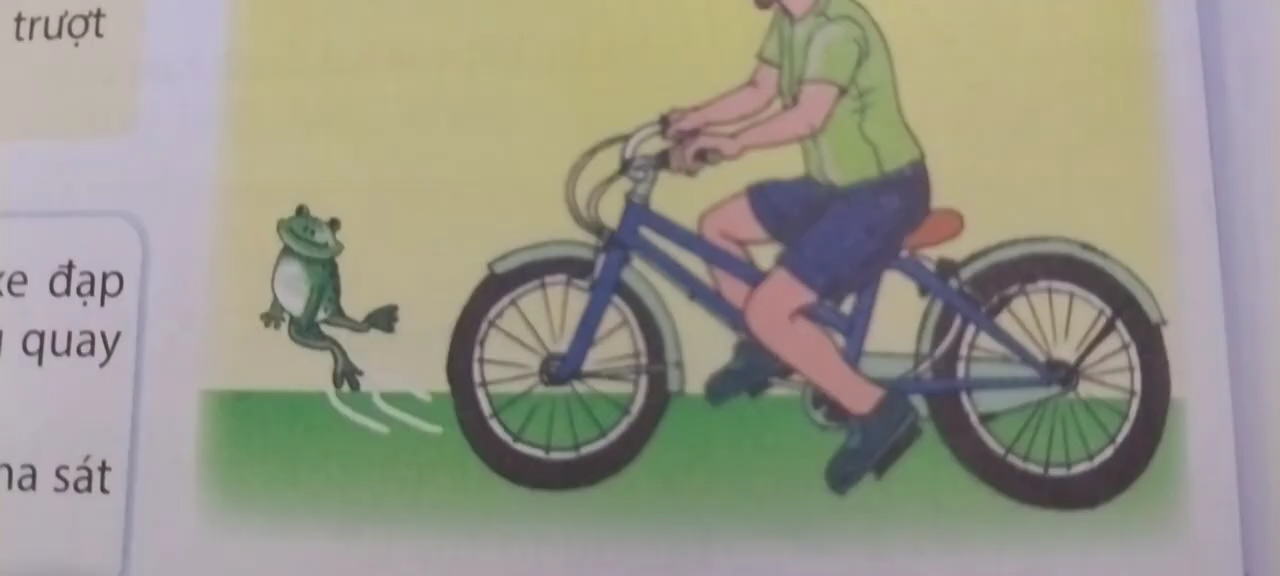 trượt
xe đạp
quay
ma sát